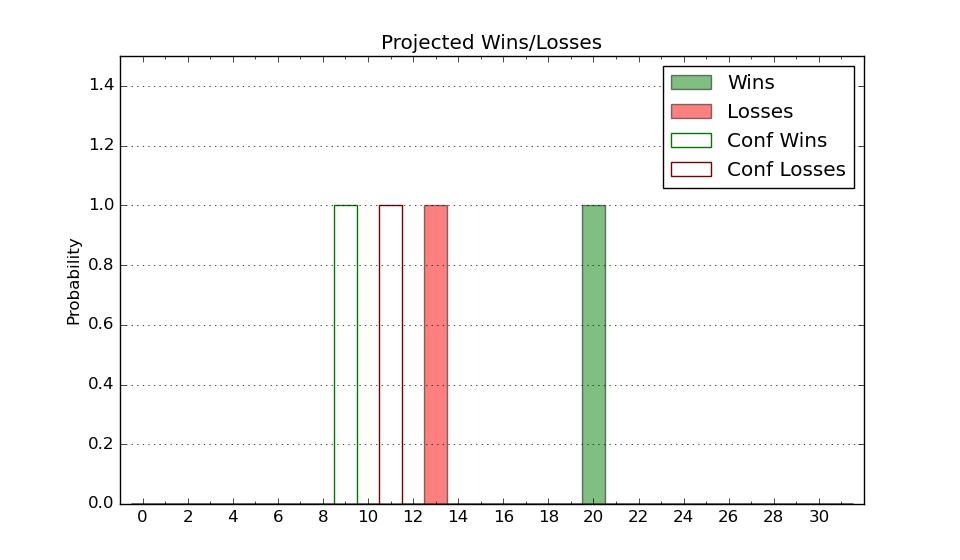 Projected Wins/Losses
Wins
Losses
Conf Wins
Conf Losses
Probability
1.4
1.2
1.0
0.8
0.6
0.4
0.2
0.0
0 2 4 6 8 10 12 14 16 18 20 22 24 26 28 30